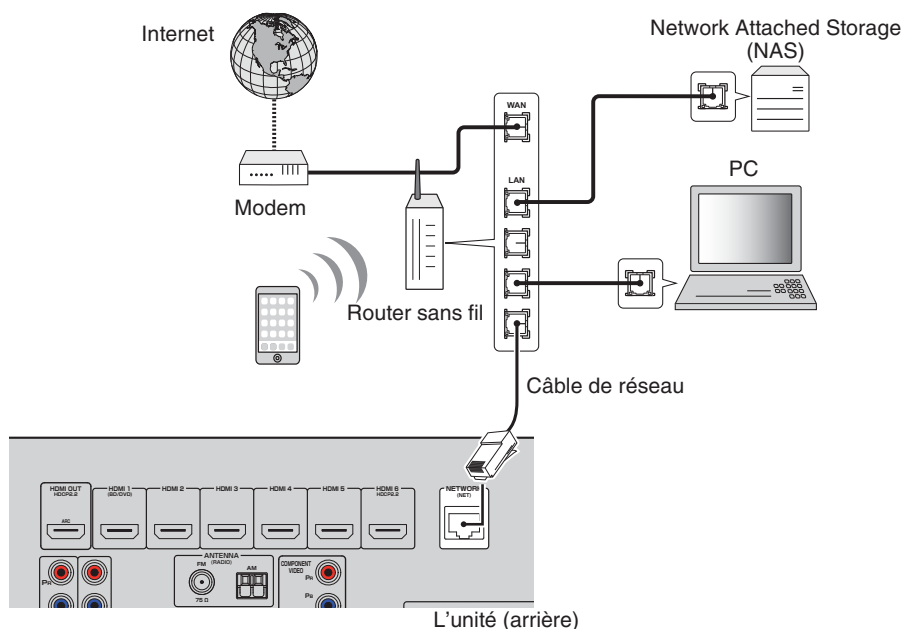 Internet
Network Attached Storage
(NAS)
WAN
LAN
PC
Modem
Router sans fil
Câble de réseau
HDMI OUT
HDCP2.2
ARC
HDMI 1
(BD/DVD)
HDMI 2
HDMI 3
HDMI 4
HDMI 5
HDMI 6
HDCP2.2
NETWORK
(NET)
ANTENNA
(RADIO)
FM
75 Ω
AM
COMPONENT
VIDEO
PR
PR
PB
L'unité (arrière)